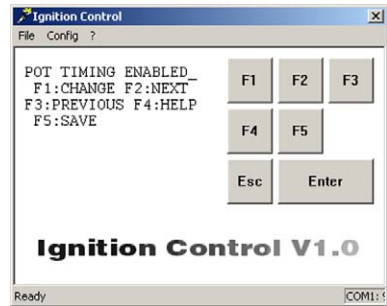 Ignition Control
File Config ?
POT TIMING ENABLED_
F1:CHANGE F2:NEXT
F3:PREVIOUS F4:HELP
F5:SAVE
F1 F2 F3
F4 F5
Esc Enter
Ignition Control V1.0
Ready COM1: